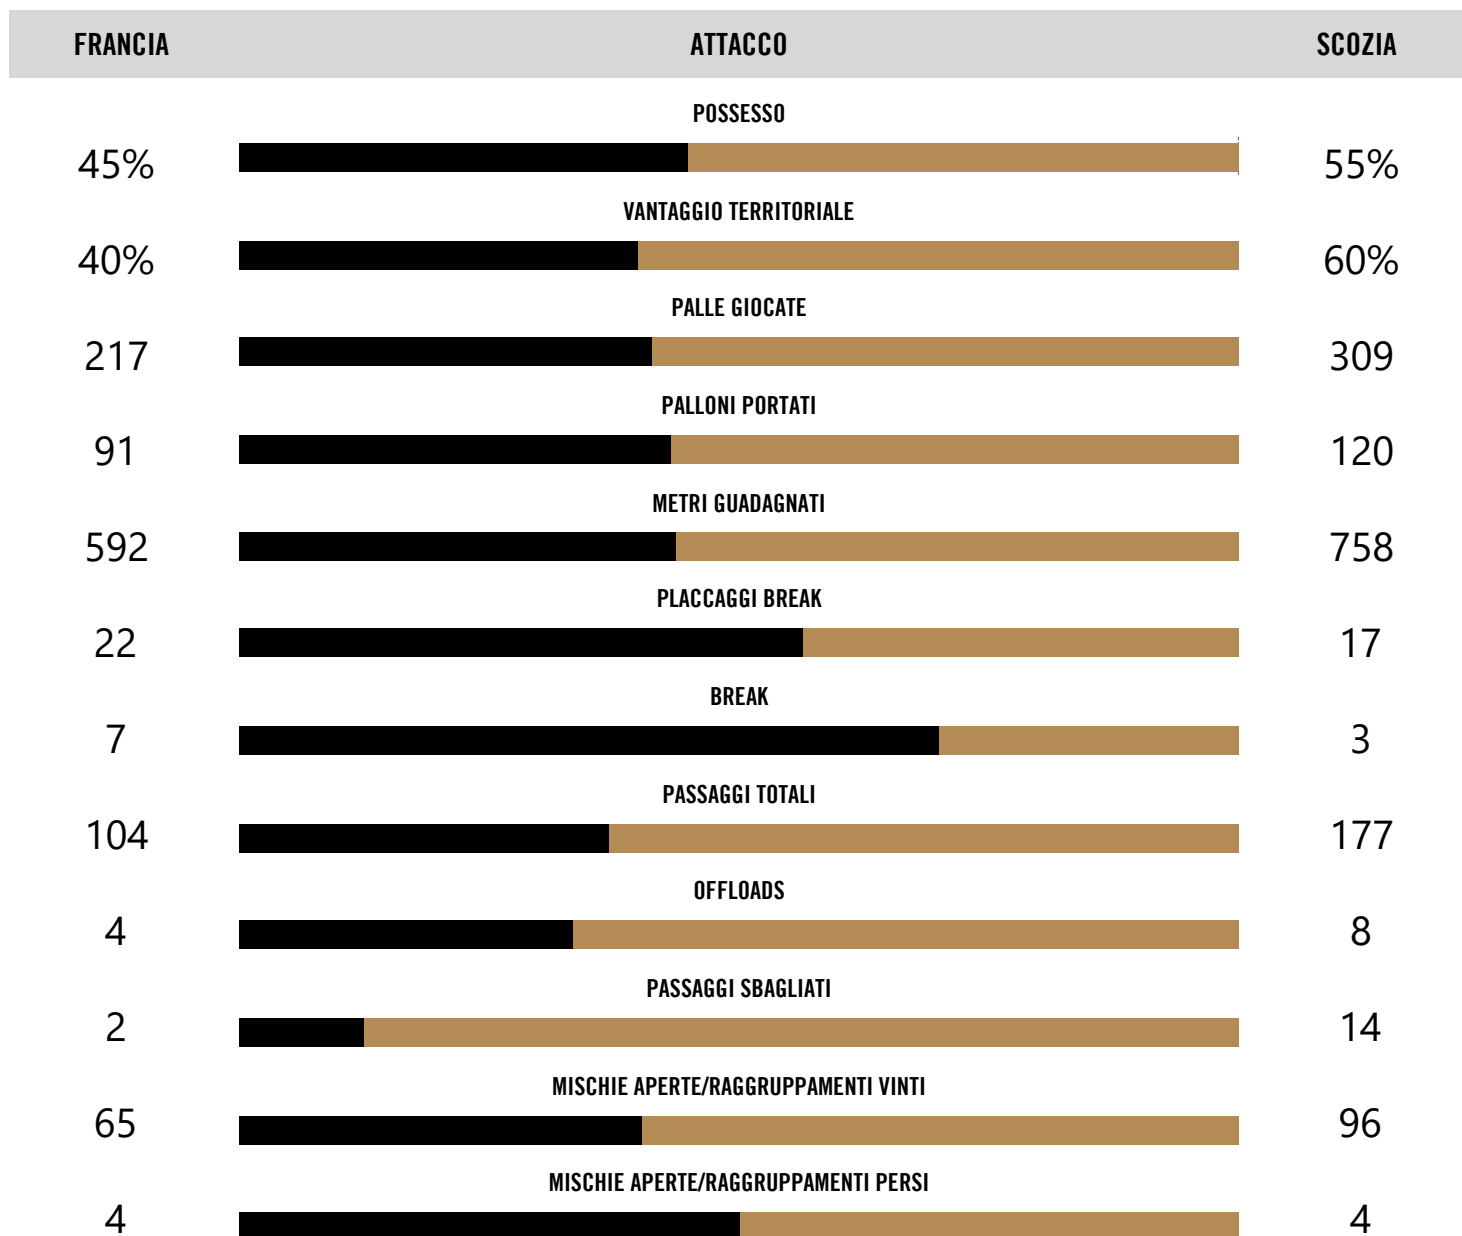 FRANCIA ATTACCO SCOZIA
POSSESSO
45% 55%
VANTAGGIO TERRITORIALE
40% 60%
PALLE GIOCATE
217 309
PALLONI PORTATI
91 120
METRI GUADAGNATI
592 758
PLACCAGGI BREAK
22 17
BREAK
7 3
PASSAGGI TOTALI
104 177
OFFLOADS
4 8
PASSAGGI SBAGLIATI
2 14
MISCHIE APERTE/RAGGRUPPAMENTI VINTI
65 96
MISCHIE APERTE/RAGGRUPPAMENTI PERSI
4 4